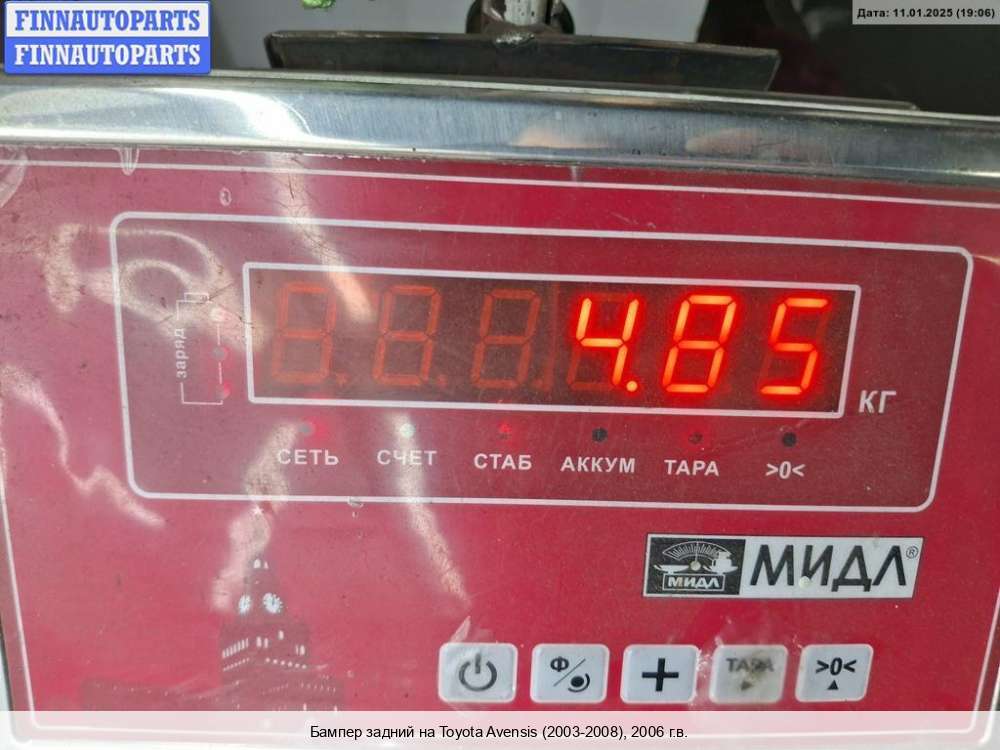 FINNAUTOPARTS
FINNAUTOPARTS
Дата: 11.01.2025 (19:06)
заряд
4.85
КГ
СЕТЬ СЧЕТ СТАБ АККУМ ТАРА >0<
МИДЛ МИДЛ®
Ф ТАРА >0<
Бампер задний на Toyota Avensis (2003-2008), 2006 г.в.